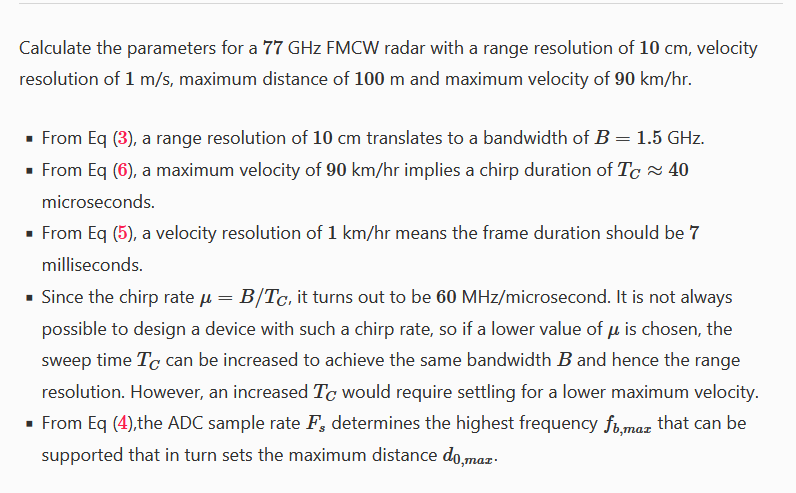 Calculate the parameters for a 77 GHz FMCW radar with a range resolution of 10 cm, velocity
resolution of 1 m/s, maximum distance of 100 m and maximum velocity of 90 km/hr.
▪ From Eq (3), a range resolution of 10 cm translates to a bandwidth of B = 1.5 GHz.
▪ From Eq (6), a maximum velocity of 90 km/hr implies a chirp duration of T_C ≈ 40
microseconds.
▪ From Eq (5), a velocity resolution of 1 km/hr means the frame duration should be 7
milliseconds.
▪ Since the chirp rate μ = B/T_C, it turns out to be 60 MHz/microsecond. It is not always
possible to design a device with such a chirp rate, so if a lower value of μ is chosen, the
sweep time T_C can be increased to achieve the same bandwidth B and hence the range
resolution. However, an increased T_C would require settling for a lower maximum velocity.
▪ From Eq (4),the ADC sample rate F_s determines the highest frequency f_{b,max} that can be
supported that in turn sets the maximum distance d_{0,max}.